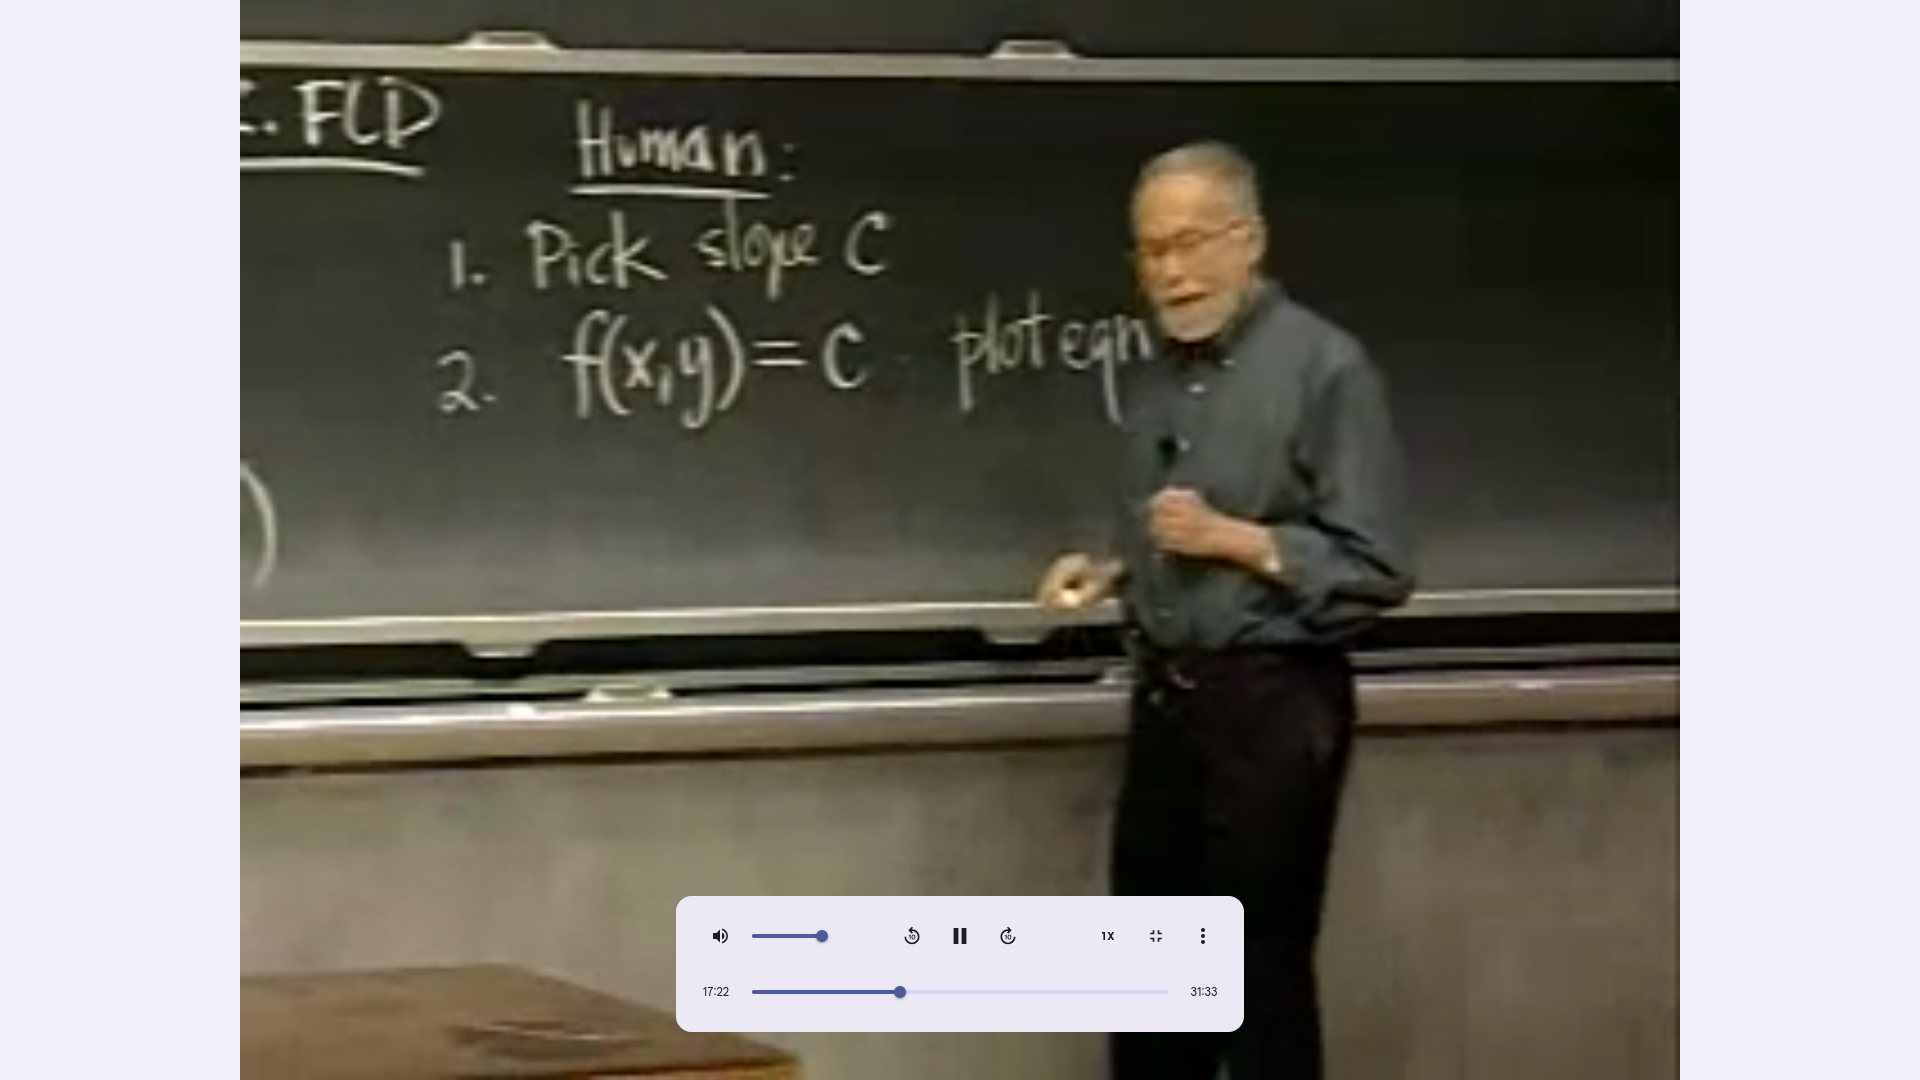 . FLD
Human:
1. Pick slope C
2. f(x,y) = C plot eqn
)
1X
17:22
31:33